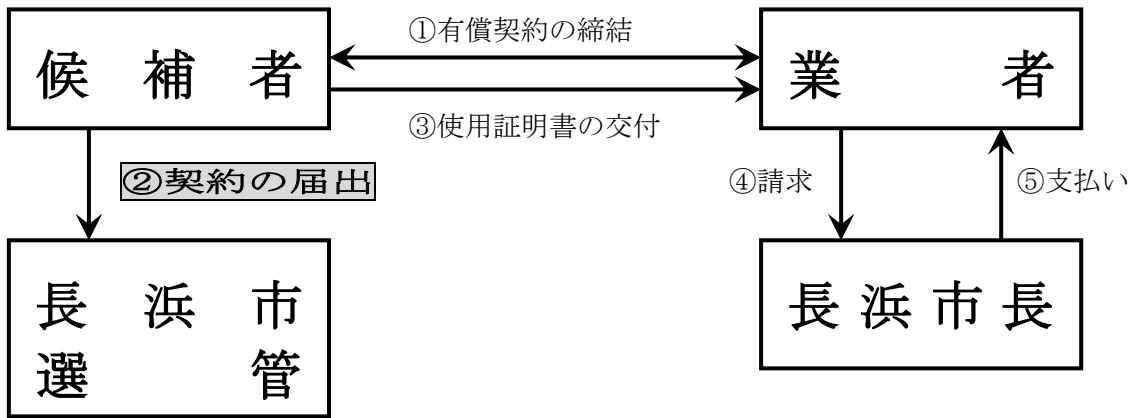 ①有償契約の締結
候補者
業者
③使用証明書の交付
②契約の届出
④請求
⑤支払い
長浜市
選管
長浜市長